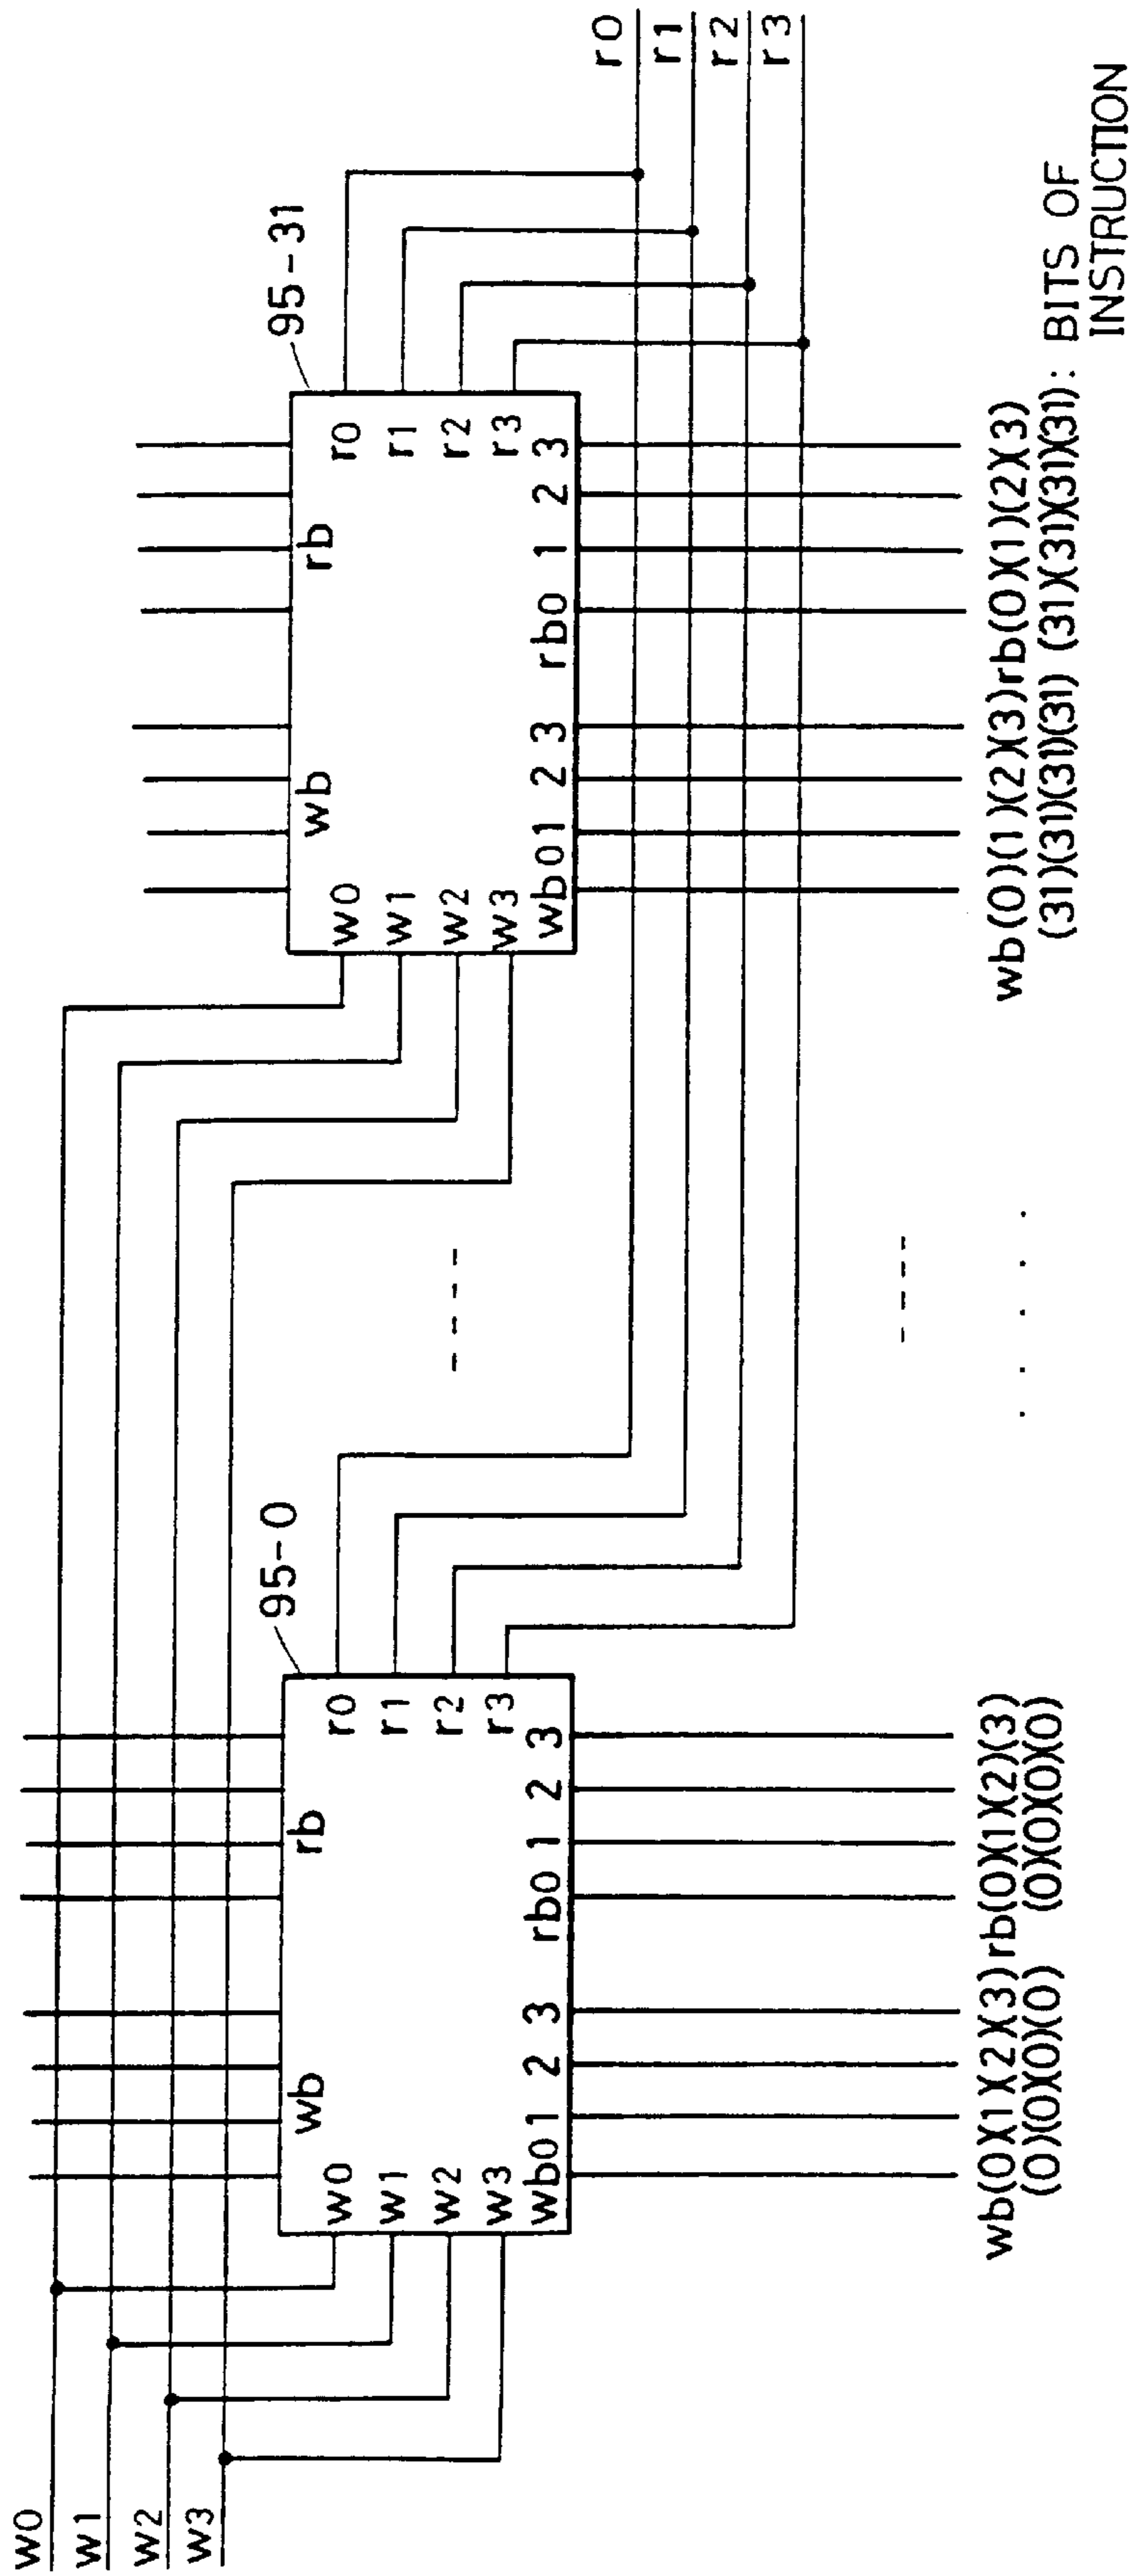 w0
w1
w2
w3
95-0
wb
rb
w0
w1
w2
w3
r0
r1
r2
r3
wb0 1 2 3
rb0 1 2 3
wb(0)(1)(2)(3)rb(0)(1)(2)(3)
(0)(0)(0)(0) (0)(0)(0)(0)
95-31
wb
rb
w0
w1
w2
w3
r0
r1
r2
r3
wb0 1 2 3
rb0 1 2 3
wb(0)(1)(2)(3)rb(0)(1)(2)(3)
(31)(31)(31)(31) (31)(31)(31)(31): BITS OF
INSTRUCTION
r0
r1
r2
r3